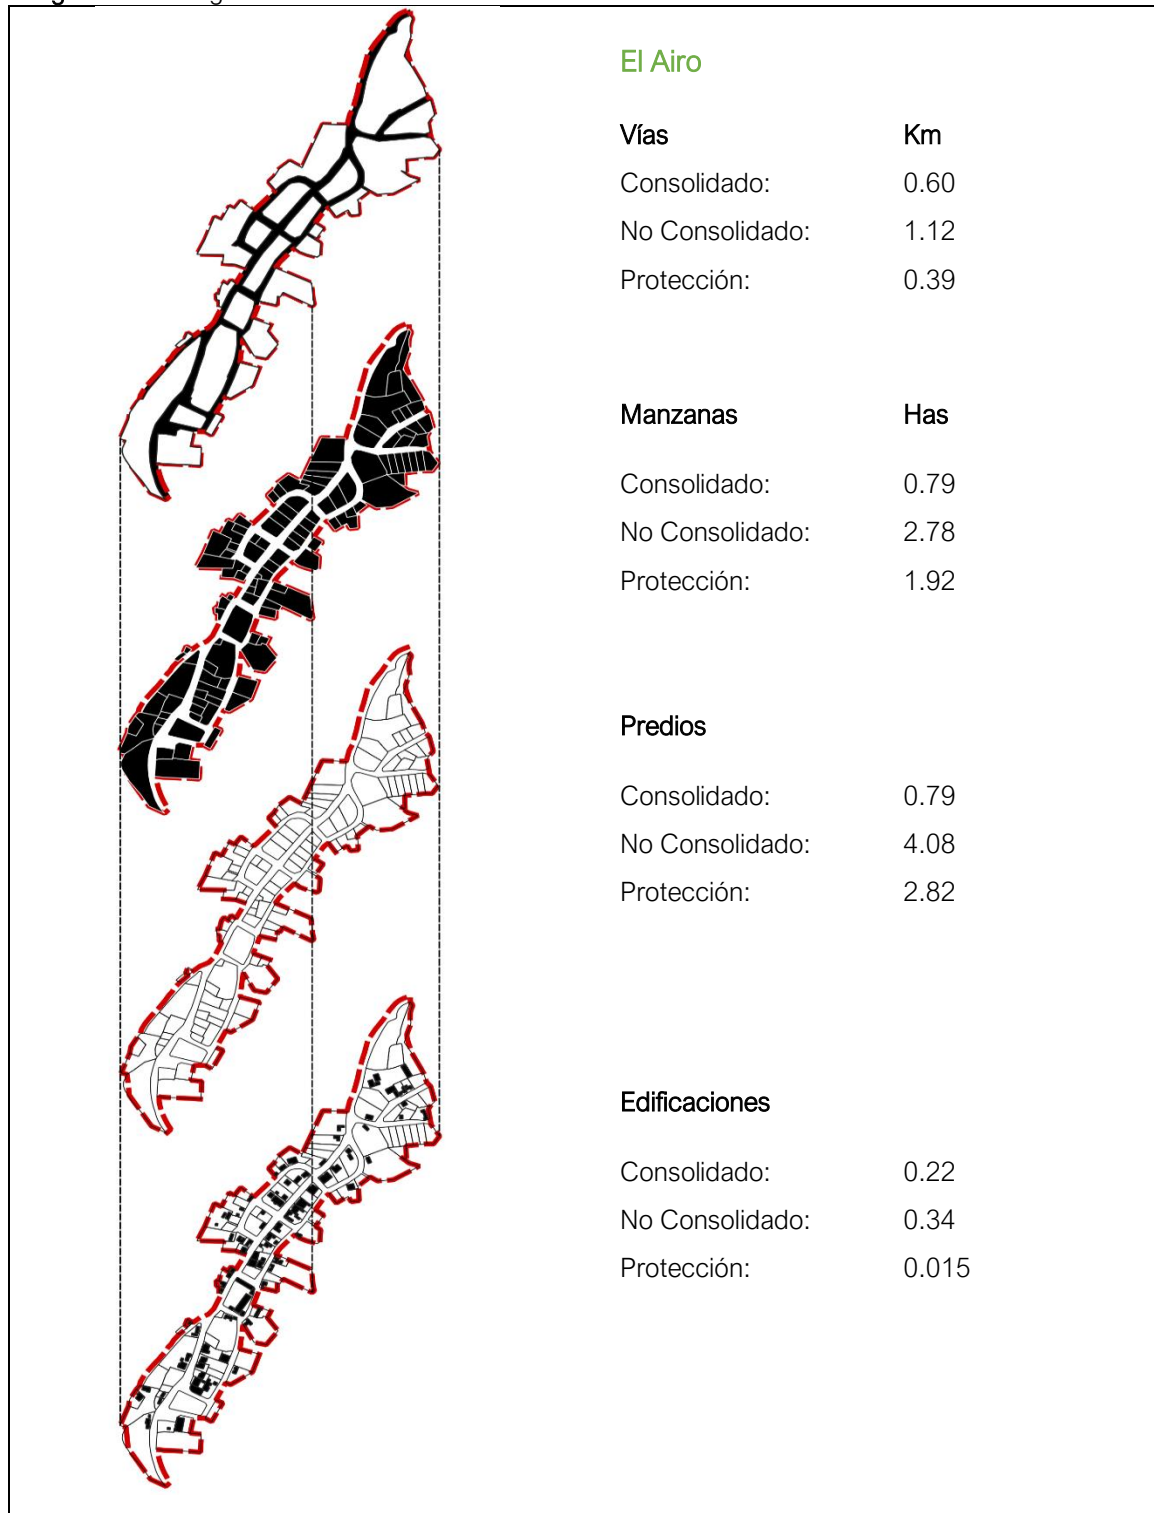 El Airo
Vías Km
Consolidado: 0.60
No Consolidado: 1.12
Protección: 0.39
Manzanas Has
Consolidado: 0.79
No Consolidado: 2.78
Protección: 1.92
Predios
Consolidado: 0.79
No Consolidado: 4.08
Protección: 2.82
Edificaciones
Consolidado: 0.22
No Consolidado: 0.34
Protección: 0.015